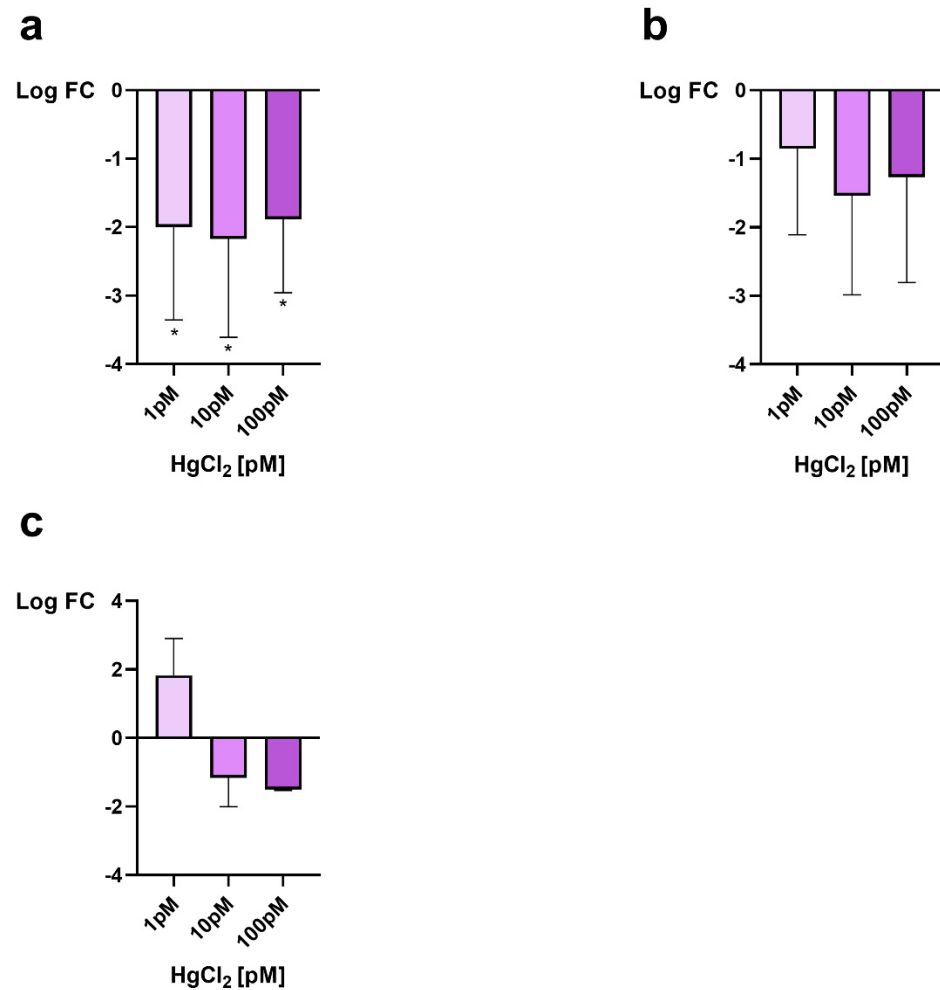 a
Log FC
0
-1
-2
-3
-4
*
*
*
1pM
10pM
100pM
HgCl₂ [pM]
b
Log FC
0
-1
-2
-3
-4
1pM
10pM
100pM
HgCl₂ [pM]
c
Log FC
4
2
0
-2
-4
1pM
10pM
100pM
HgCl₂ [pM]